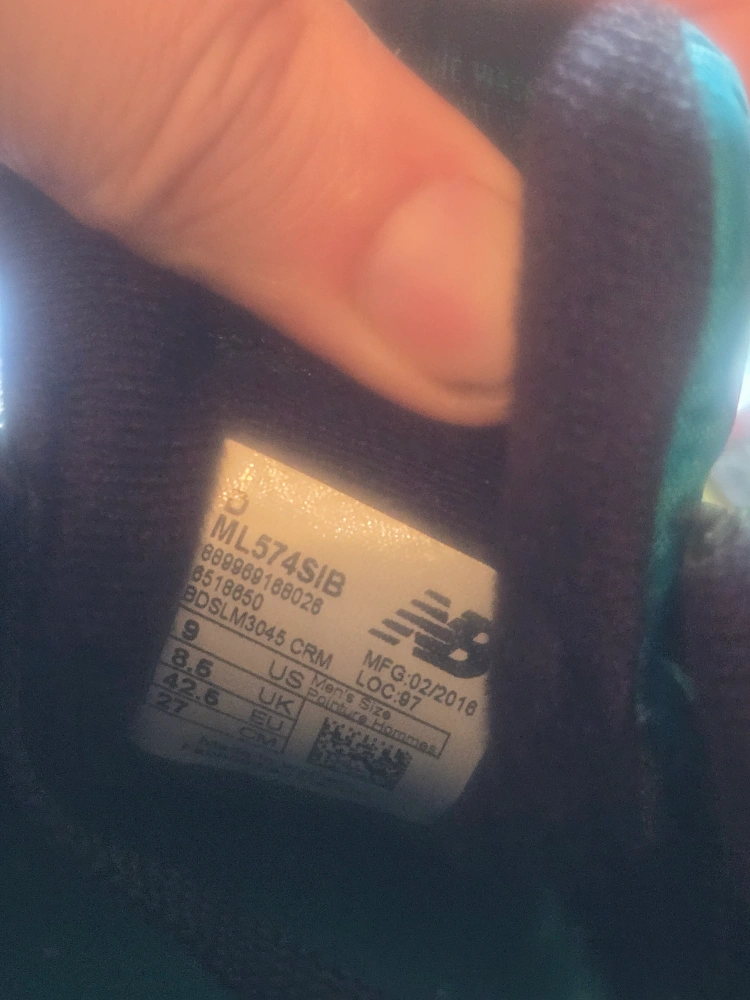 D
ML574SIB
6518650
BDSLM3045 CRM
NB
MFG:02/2016
LOC:97
9 US
8.5 UK
42.5 EU
27 CM
Men's Size
Pointure Hommes